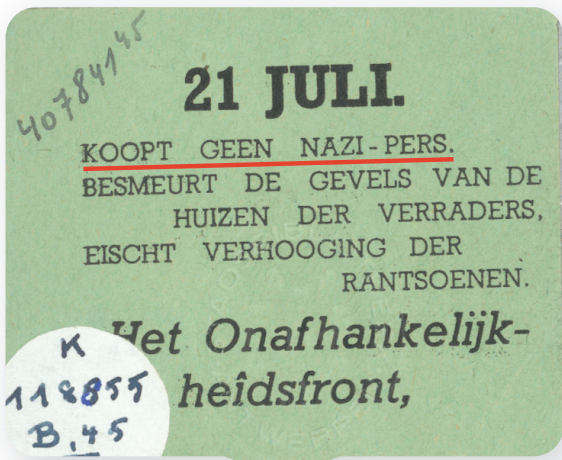 40784145
21 JULI.
KOOPT GEEN NAZI-PERS.
BESMEURT DE GEVELS VAN DE
HUIZEN DER VERRADERS,
EISCHT VERHOOGING DER
RANTSOENEN.
Het Onafhankelijk-
heidsfront,
K
118855
B.45